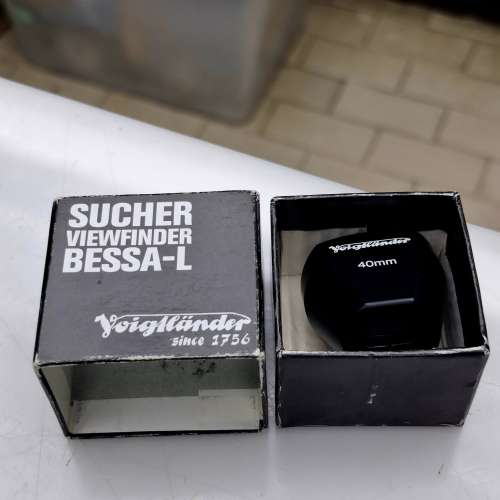 SUCHER
VIEWFINDER
BESSA-L
Voigtländer
since 1756
Voigtländer
40mm